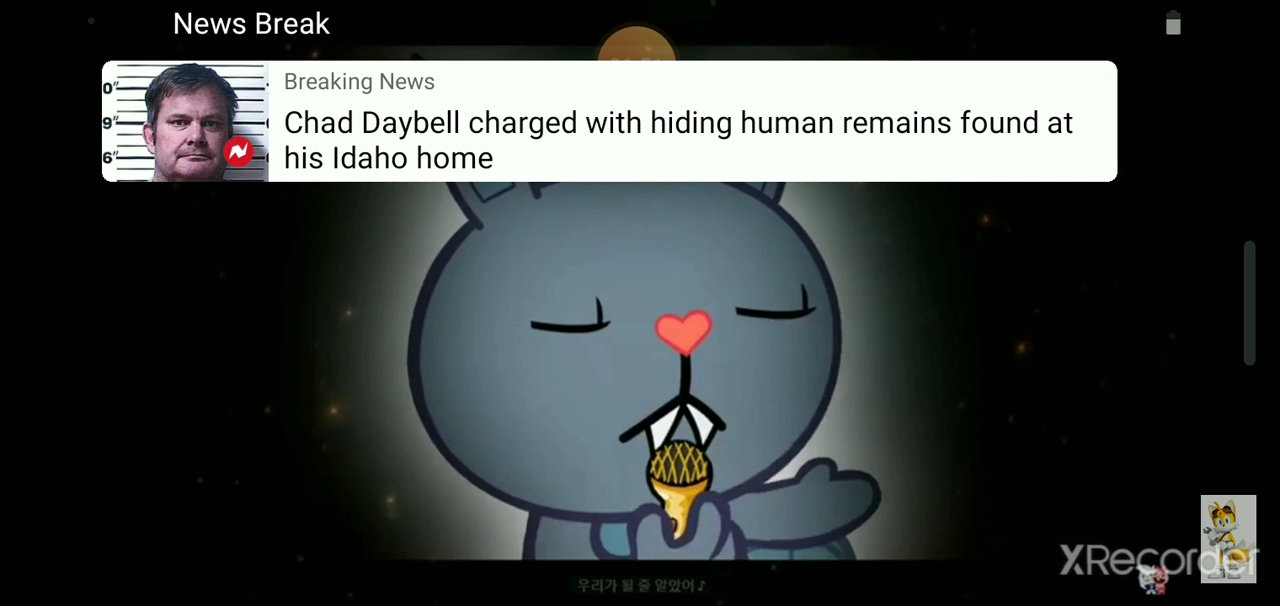 News Break
Breaking News
Chad Daybell charged with hiding human remains found at
his Idaho home
우리가 될 줄 알았어♪
XRecorder